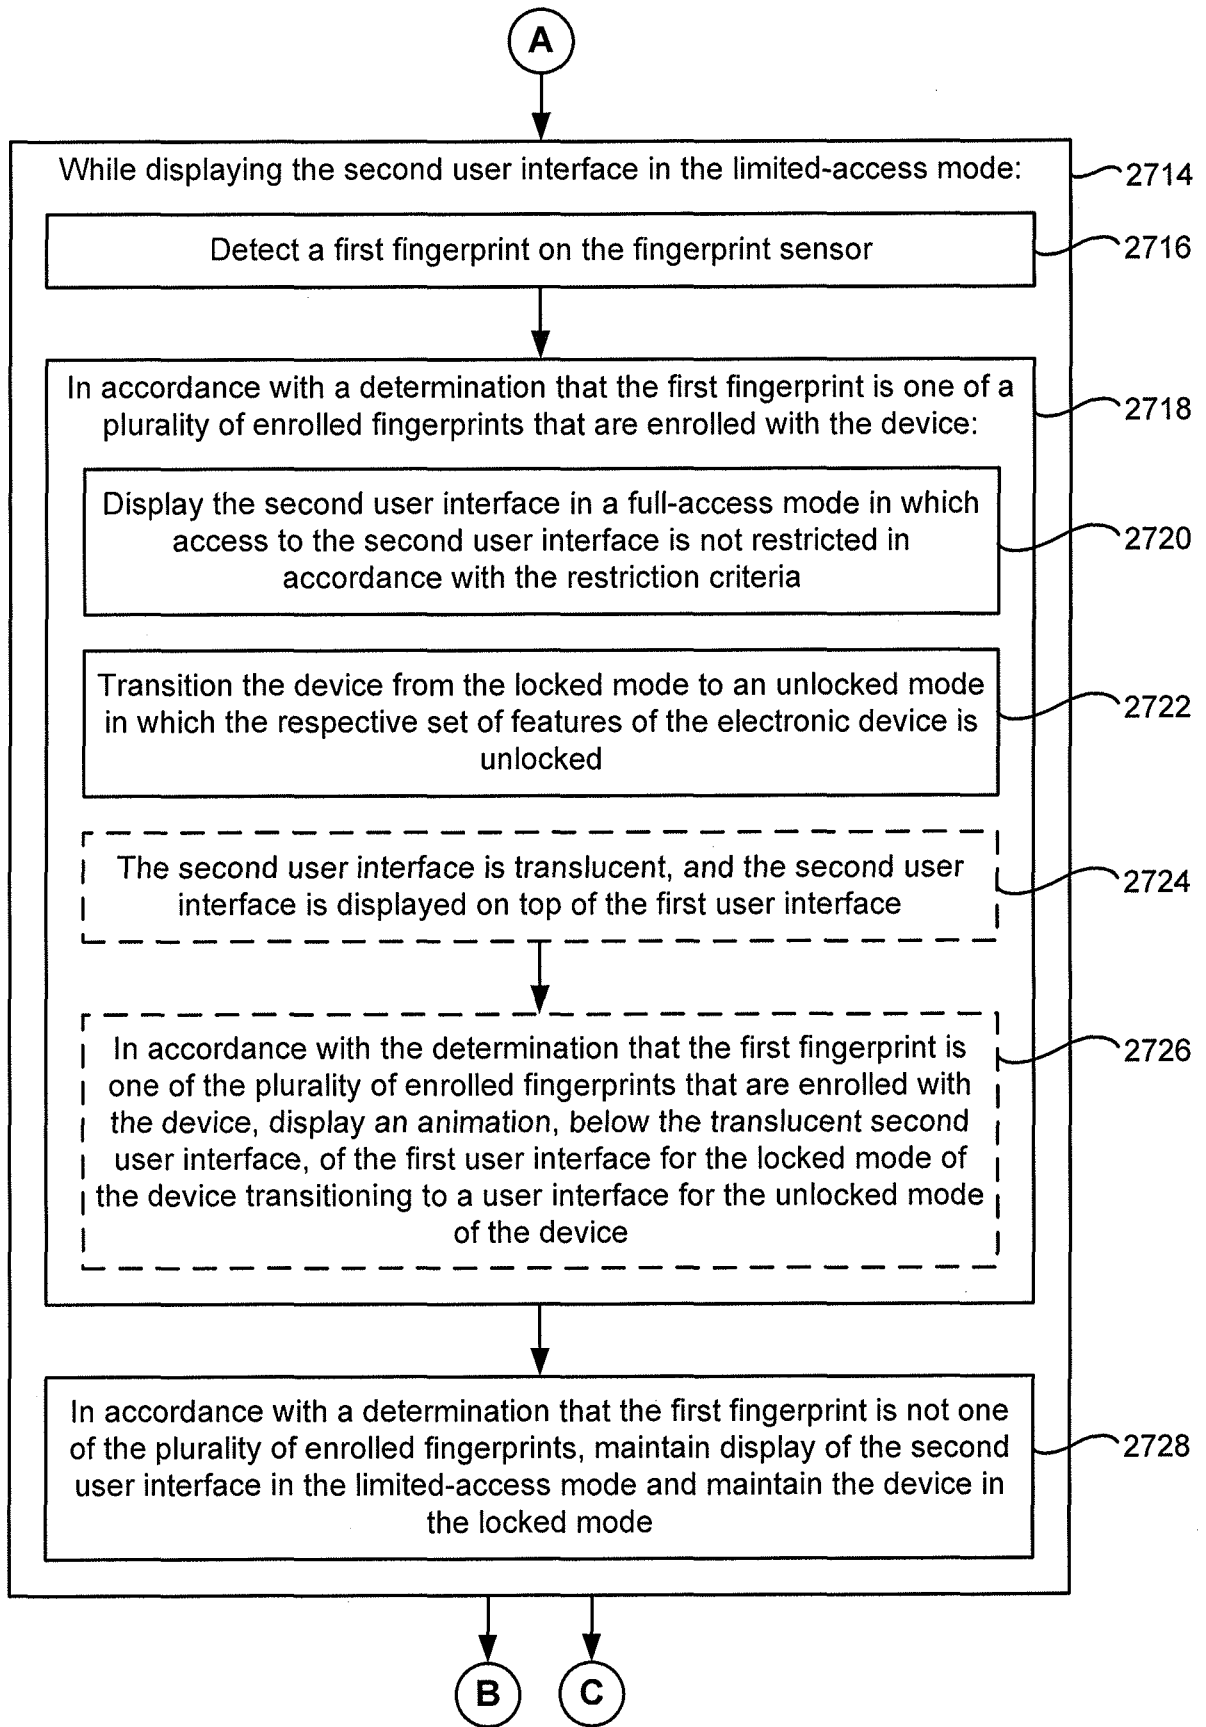 A
While displaying the second user interface in the limited-access mode:
2714
Detect a first fingerprint on the fingerprint sensor
2716
In accordance with a determination that the first fingerprint is one of a
plurality of enrolled fingerprints that are enrolled with the device:
2718
Display the second user interface in a full-access mode in which
access to the second user interface is not restricted in
accordance with the restriction criteria
2720
Transition the device from the locked mode to an unlocked mode
in which the respective set of features of the electronic device is
unlocked
2722
The second user interface is translucent, and the second user
interface is displayed on top of the first user interface
2724
In accordance with the determination that the first fingerprint is
one of the plurality of enrolled fingerprints that are enrolled with
the device, display an animation, below the translucent second
user interface, of the first user interface for the locked mode of
the device transitioning to a user interface for the unlocked mode
of the device
2726
In accordance with a determination that the first fingerprint is not one
of the plurality of enrolled fingerprints, maintain display of the second
user interface in the limited-access mode and maintain the device in
the locked mode
2728
B
C